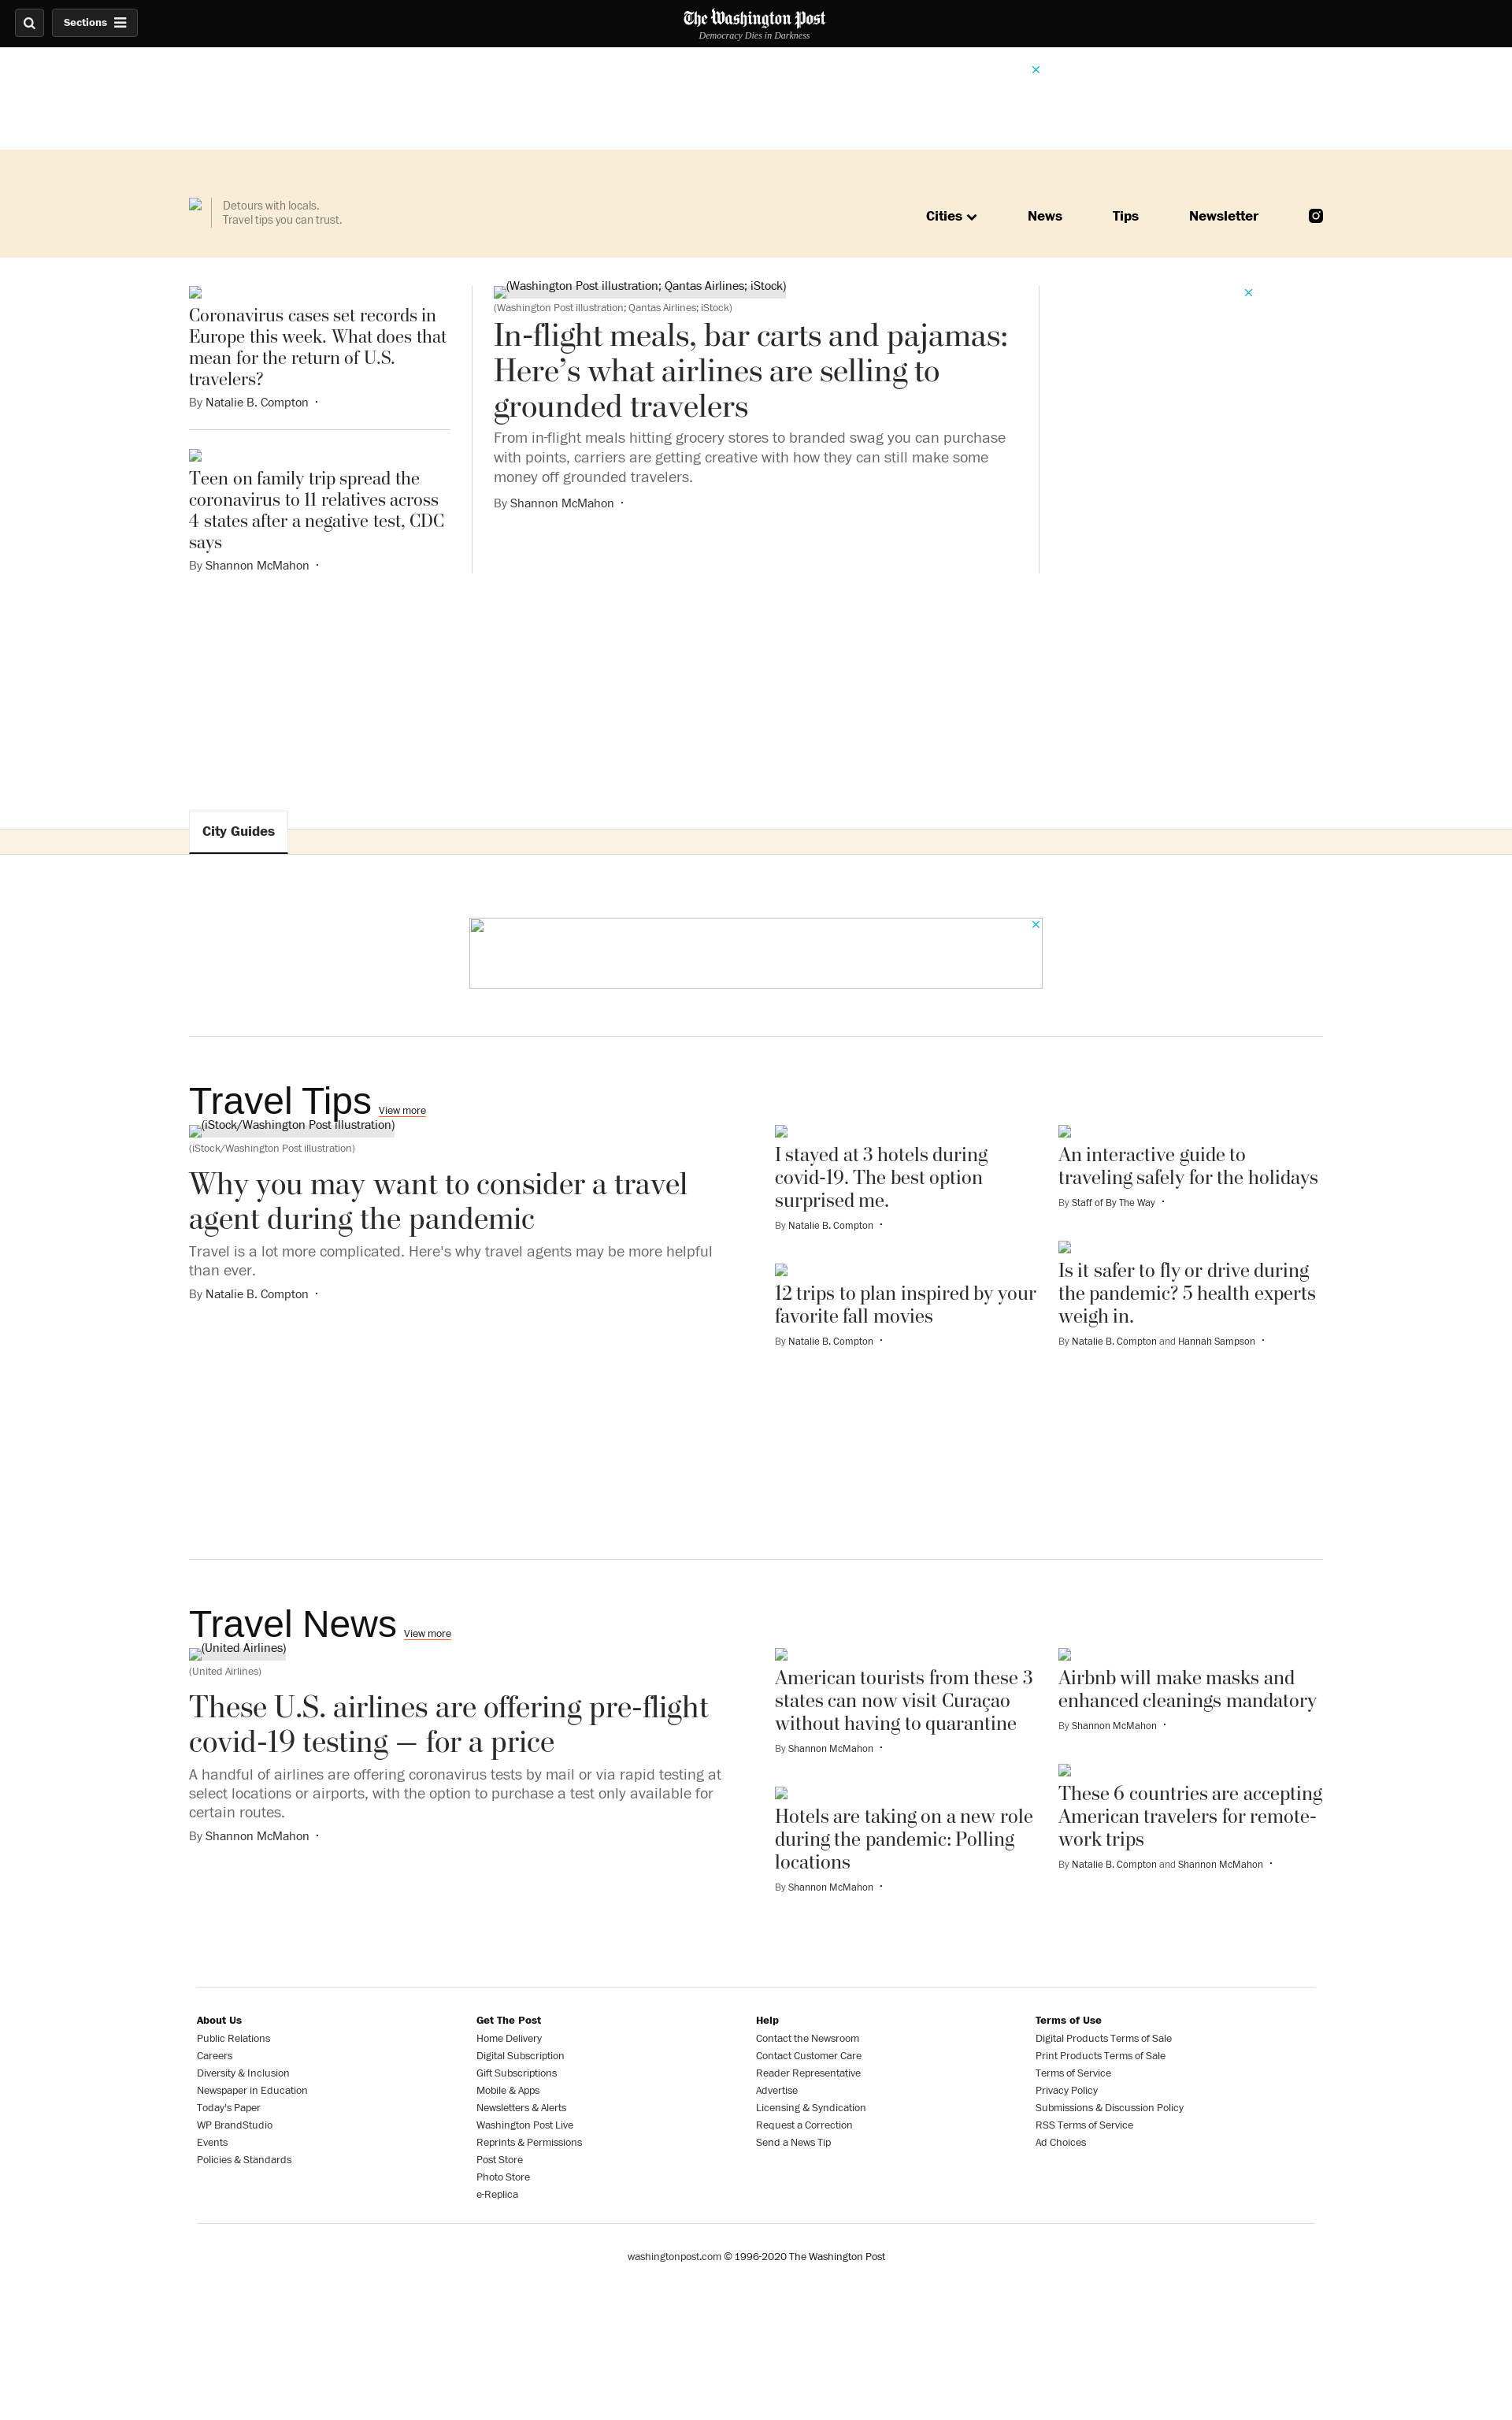 Sections
The Washington Post
Democracy Dies in Darkness
Detours with locals.
Travel tips you can trust.
Cities
News
Tips
Newsletter
Coronavirus cases set records in
Europe this week. What does that
mean for the return of U.S.
travelers?
By Natalie B. Compton •
Teen on family trip spread the
coronavirus to 11 relatives across
4 states after a negative test, CDC
says
By Shannon McMahon •
(Washington Post illustration; Qantas Airlines; iStock)
(Washington Post illustration; Qantas Airlines; iStock)
In-flight meals, bar carts and pajamas:
Here’s what airlines are selling to
grounded travelers
From in-flight meals hitting grocery stores to branded swag you can purchase
with points, carriers are getting creative with how they can still make some
money off grounded travelers.
By Shannon McMahon •
City Guides
Travel Tips View more
(iStock/Washington Post illustration)
(iStock/Washington Post illustration)
Why you may want to consider a travel
agent during the pandemic
Travel is a lot more complicated. Here's why travel agents may be more helpful
than ever.
By Natalie B. Compton •
I stayed at 3 hotels during
covid-19. The best option
surprised me.
By Natalie B. Compton •
12 trips to plan inspired by your
favorite fall movies
By Natalie B. Compton •
An interactive guide to
traveling safely for the holidays
By Staff of By The Way •
Is it safer to fly or drive during
the pandemic? 5 health experts
weigh in.
By Natalie B. Compton and Hannah Sampson •
Travel News View more
(United Airlines)
(United Airlines)
These U.S. airlines are offering pre-flight
covid-19 testing — for a price
A handful of airlines are offering coronavirus tests by mail or via rapid testing at
select locations or airports, with the option to purchase a test only available for
certain routes.
By Shannon McMahon •
American tourists from these 3
states can now visit Curaçao
without having to quarantine
By Shannon McMahon •
Hotels are taking on a new role
during the pandemic: Polling
locations
By Shannon McMahon •
Airbnb will make masks and
enhanced cleanings mandatory
By Shannon McMahon •
These 6 countries are accepting
American travelers for remote-
work trips
By Natalie B. Compton and Shannon McMahon •
About Us
Public Relations
Careers
Diversity & Inclusion
Newspaper in Education
Today's Paper
WP BrandStudio
Events
Policies & Standards
Get The Post
Home Delivery
Digital Subscription
Gift Subscriptions
Mobile & Apps
Newsletters & Alerts
Washington Post Live
Reprints & Permissions
Post Store
Photo Store
e-Replica
Help
Contact the Newsroom
Contact Customer Care
Reader Representative
Advertise
Licensing & Syndication
Request a Correction
Send a News Tip
Terms of Use
Digital Products Terms of Sale
Print Products Terms of Sale
Terms of Service
Privacy Policy
Submissions & Discussion Policy
RSS Terms of Service
Ad Choices
washingtonpost.com © 1996-2020 The Washington Post